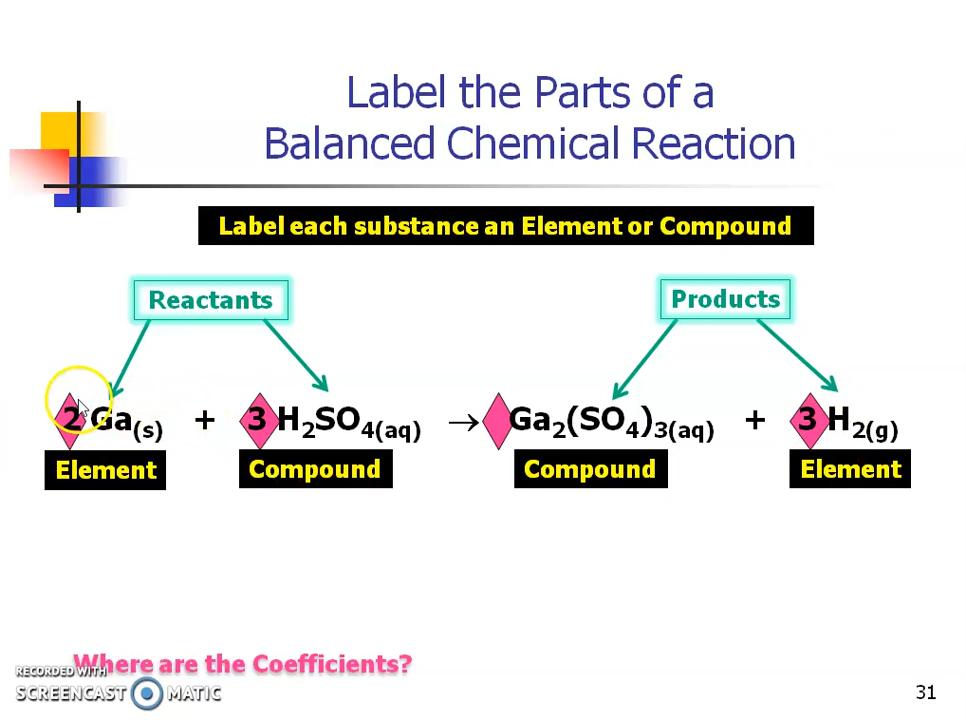 Label the Parts of a
Balanced Chemical Reaction
Label each substance an Element or Compound
Reactants Products
2 Ga(s) + 3 H2SO4(aq) → Ga2(SO4)3(aq) + 3 H2(g)
Element Compound Compound Element
Where are the Coefficients?
RECORDED WITH
SCREENCAST MATIC
31